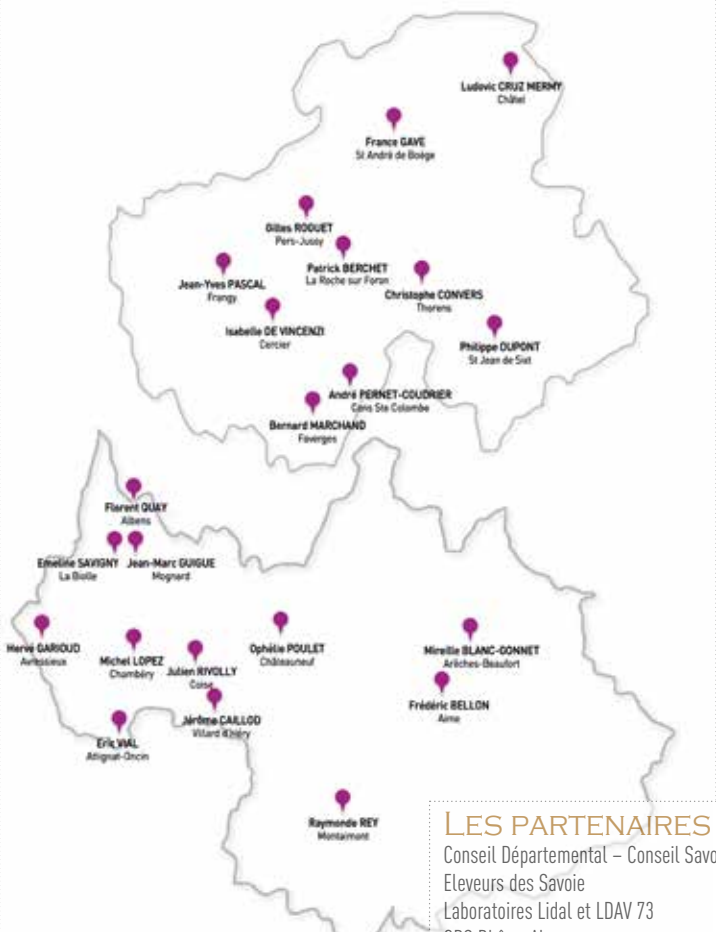 Ludovic CRUZ MERMY
Châtel
France GAVE
St André de Boëge
Gilles RODUET
Pers-Jussy
Patrick BERCHET
La Roche sur Foron
Jean-Yves PASCAL
Frangy
Christophe CONVERS
Thorens
Isabelle DE VINCENZI
Cercier
Philippe DUPONT
St Jean de Sixt
André PERNET-COUDRIER
Cons Ste Colombe
Bernard MARCHAND
Faverges
Florent QUAY
Albens
Emeline SAVIGNY
La Biolle
Jean-Marc GUIGUE
Mognard
Hervé GARIOUD
Avressieux
Michel LOPEZ
Chambéry
Julien RIVOLLY
Coise
Ophélie POULET
Châteauneuf
Mireille BLANC-GONNET
Arêches-Beaufort
Frédéric BELLON
Aime
Jérôme CAILLOD
Villard d'Héry
Eric VIAL
Attignat-Oncin
Raymonde REY
Montaimont
LES PARTENAIRES
Conseil Départemental – Conseil Savo
Eleveurs des Savoie
Laboratoires Lidal et LDAV 73